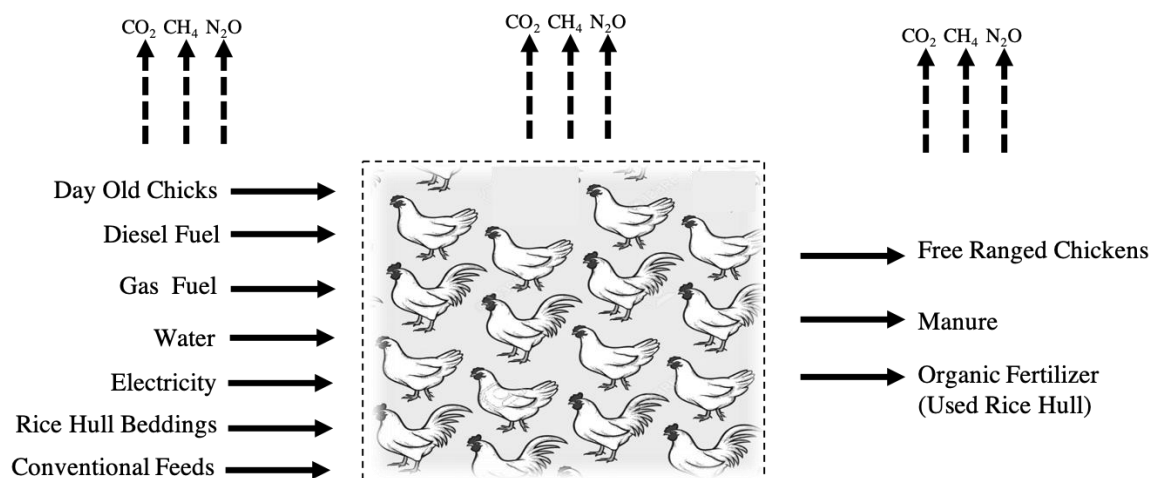 CO₂ CH₄ N₂O
CO₂ CH₄ N₂O
CO₂ CH₄ N₂O
Day Old Chicks
Diesel Fuel
Gas Fuel
Water
Electricity
Rice Hull Beddings
Conventional Feeds
Free Ranged Chickens
Manure
Organic Fertilizer
(Used Rice Hull)